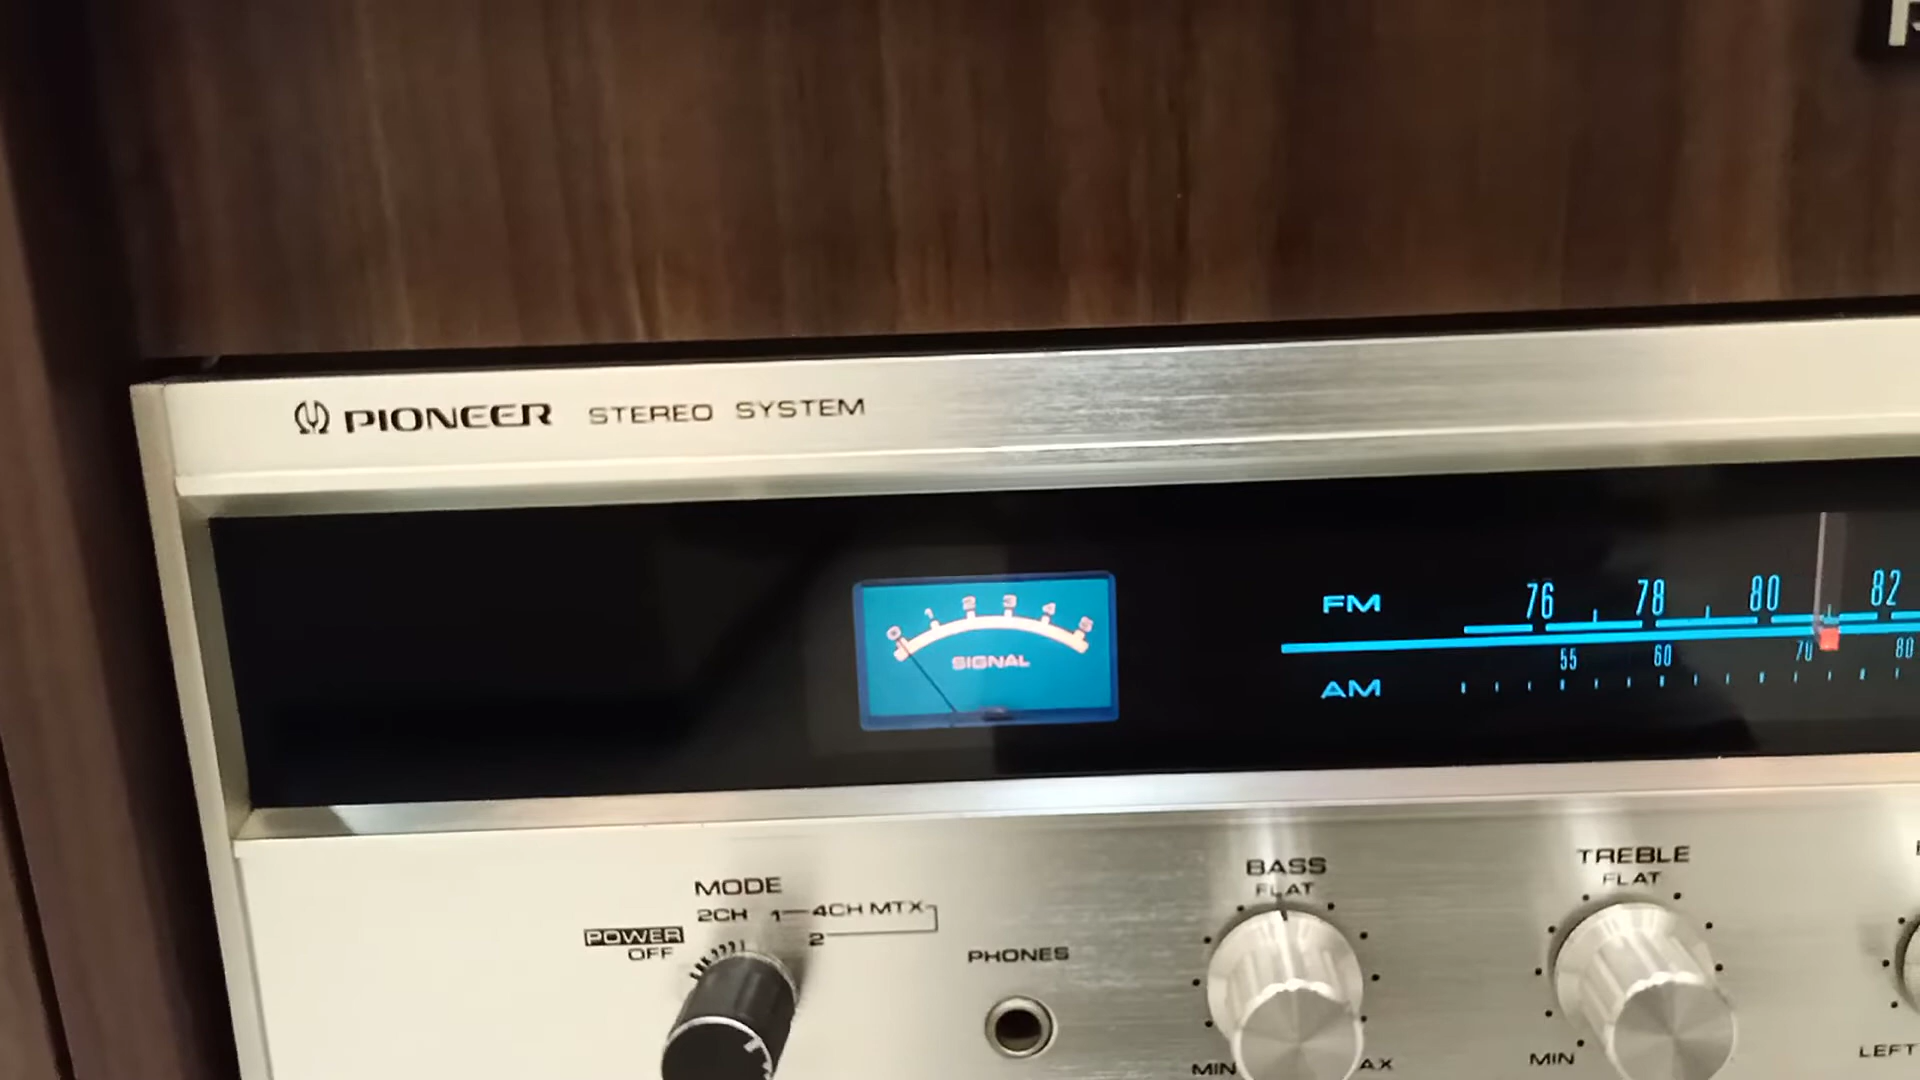 PIONEER STEREO SYSTEM
0 1 2 3 4 5
SIGNAL
FM 76 78 80 82
55 60 70 80
AM
MODE
2CH 1 4CH MTX
2
POWER
OFF
PHONES
BASS
FLAT
MIN
TREBLE
FLAT
MIN
LEFT